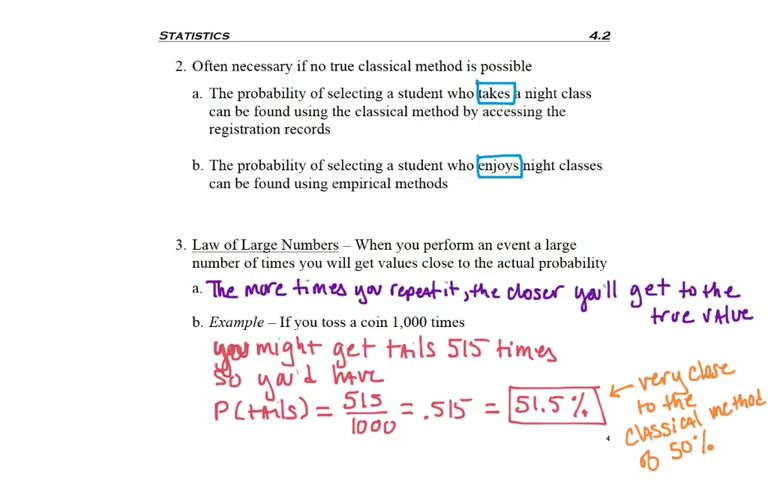 STATISTICS 4.2
2. Often necessary if no true classical method is possible
a. The probability of selecting a student who takes a night class
can be found using the classical method by accessing the
registration records
b. The probability of selecting a student who enjoys night classes
can be found using empirical methods
3. Law of Large Numbers – When you perform an event a large
number of times you will get values close to the actual probability
a. The more times you repeat it, the closer you'll get to the
true value
b. Example – If you toss a coin 1,000 times
you might get tails 515 times
so you'd have
P(tails) = 515/1000 = .515 = 51.5%
← very close
to the
classical method
of 50%
4